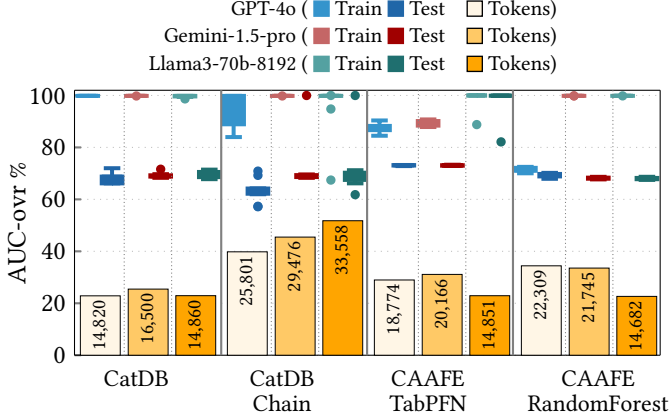 GPT-4o ( Train Test Tokens)
Gemini-1.5-pro ( Train Test Tokens)
Llama3-70b-8192 ( Train Test Tokens)
AUC-ovr %
100
80
60
40
20
0
14,820
16,500
14,860
25,801
29,476
33,558
18,774
20,166
14,851
22,309
21,745
14,682
CatDB
CatDB
Chain
CAAFE
TabPFN
CAAFE
RandomForest